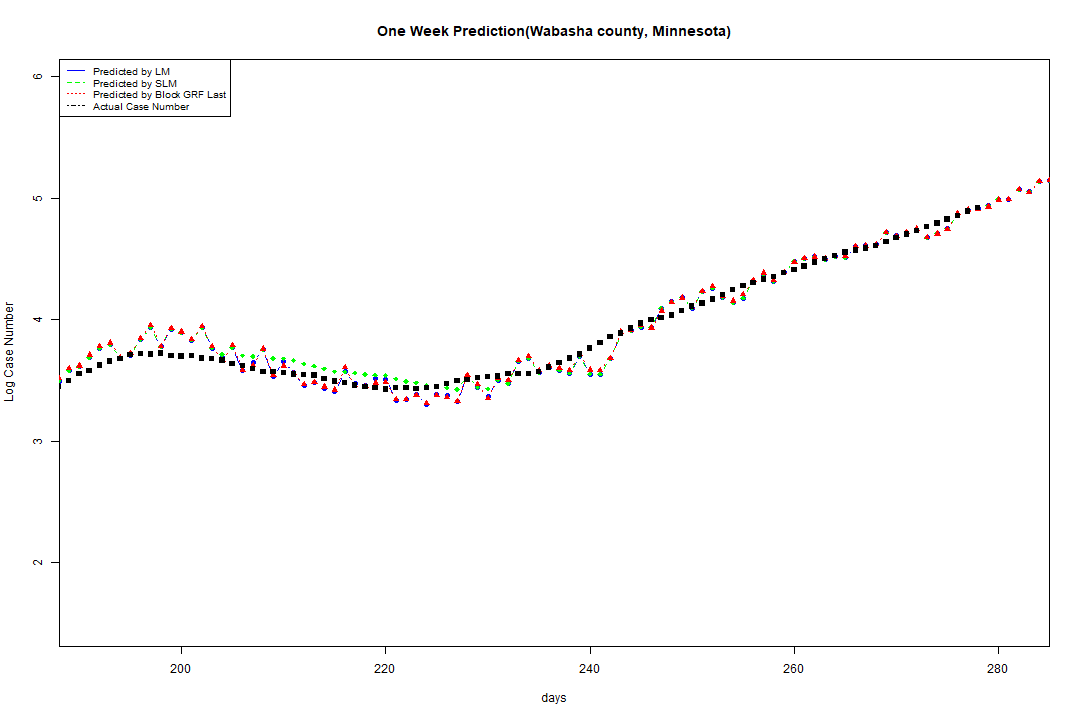 One Week Prediction(Wabasha county, Minnesota)
Predicted by LM
Predicted by SLM
Predicted by Block GRF Last
Actual Case Number
6
5
4
3
2
Log Case Number
200 220 240 260 280
days